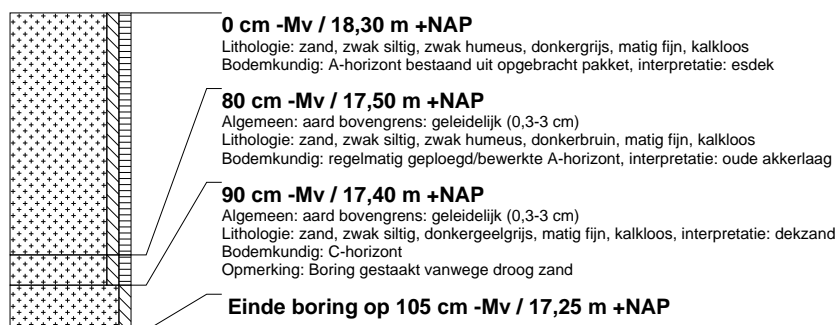 0 cm -Mv / 18,30 m +NAP
Lithologie: zand, zwak siltig, zwak humeus, donkergrijs, matig fijn, kalkloos
Bodemkundig: A-horizont bestaand uit opgebracht pakket, interpretatie: esdek
80 cm -Mv / 17,50 m +NAP
Algemeen: aard bovengrens: geleidelijk (0,3-3 cm)
Lithologie: zand, zwak siltig, zwak humeus, donkerbruin, matig fijn, kalkloos
Bodemkundig: regelmatig geploegd/bewerkte A-horizont, interpretatie: oude akkerlaag
90 cm -Mv / 17,40 m +NAP
Algemeen: aard bovengrens: geleidelijk (0,3-3 cm)
Lithologie: zand, zwak siltig, donkergeelgrijs, matig fijn, kalkloos, interpretatie: dekzand
Bodemkundig: C-horizont
Opmerking: Boring gestaakt vanwege droog zand
Einde boring op 105 cm -Mv / 17,25 m +NAP